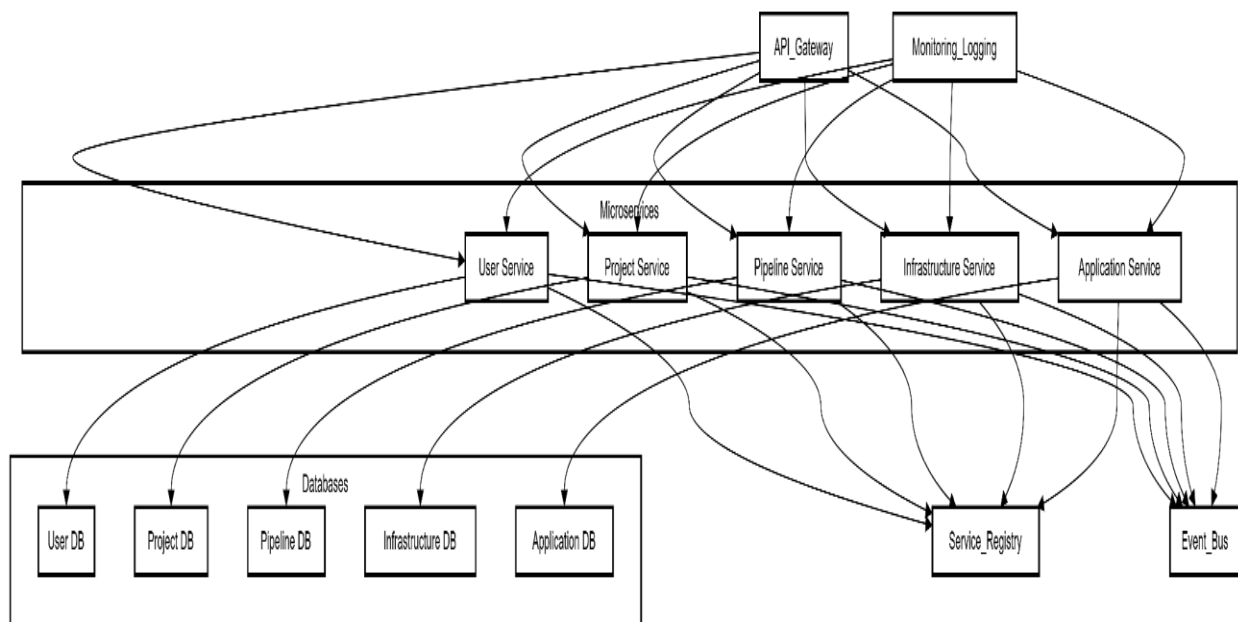 API_Gateway
Monitoring_Logging
Microservices
User Service
Project Service
Pipeline Service
Infrastructure Service
Application Service
Databases
User DB
Project DB
Pipeline DB
Infrastructure DB
Application DB
Service_Registry
Event_Bus